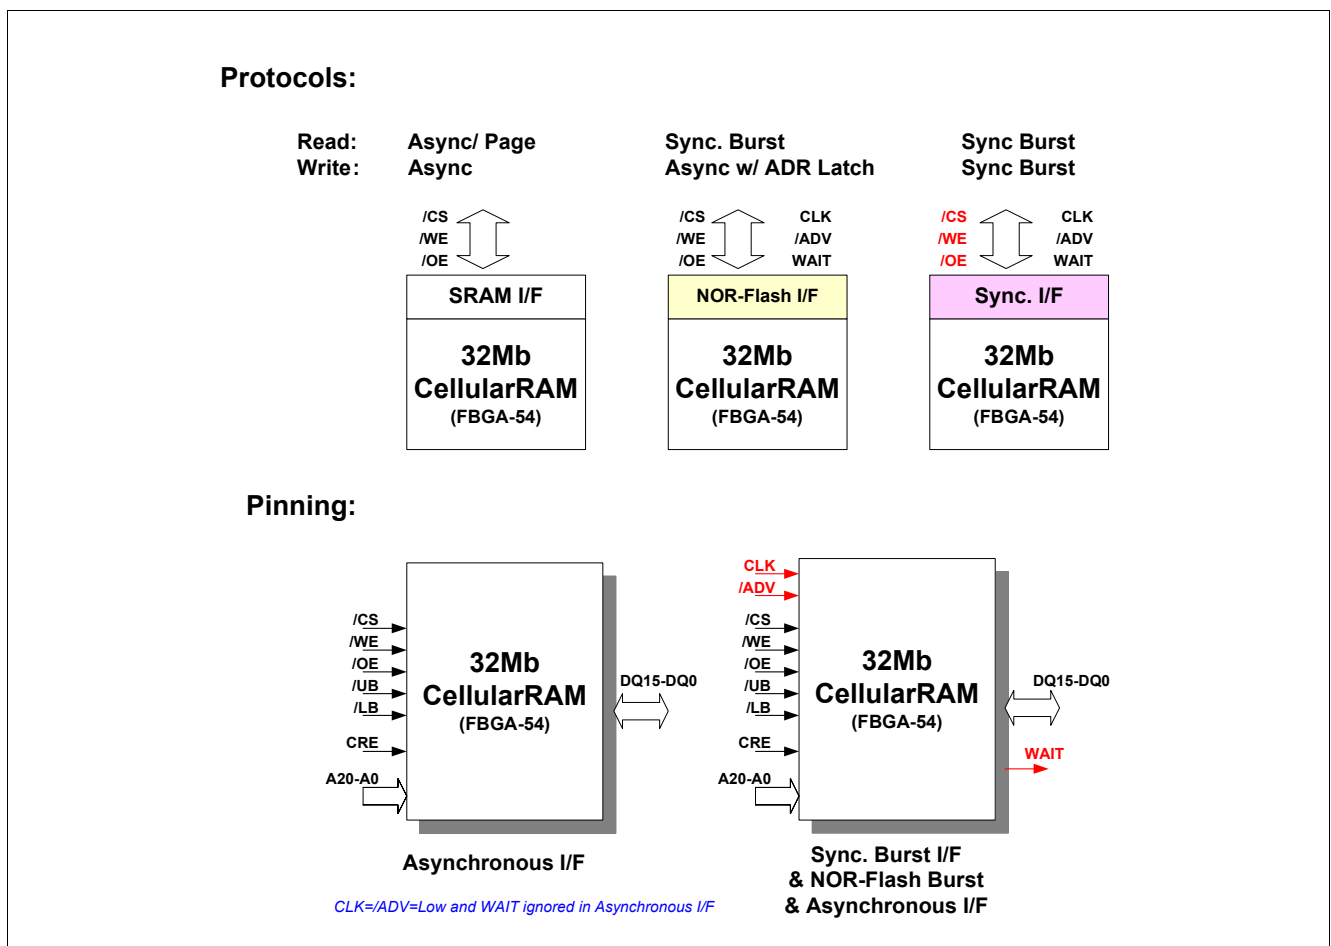 Protocols:
Read: Async/ Page Sync. Burst Sync Burst
Write: Async Async w/ ADR Latch Sync Burst
/CS /CS CLK /CS CLK
/WE /WE /ADV /WE /ADV
/OE /OE WAIT /OE WAIT
SRAM I/F NOR-Flash I/F Sync. I/F
32Mb 32Mb 32Mb
CellularRAM CellularRAM CellularRAM
(FBGA-54) (FBGA-54) (FBGA-54)
Pinning:
/CS
/WE
/OE
/UB
/LB
CRE
A20-A0
32Mb
CellularRAM
(FBGA-54)
DQ15-DQ0
Asynchronous I/F
CLK=/ADV=Low and WAIT ignored in Asynchronous I/F
CLK
/ADV
/CS
/WE
/OE
/UB
/LB
CRE
A20-A0
32Mb
CellularRAM
(FBGA-54)
DQ15-DQ0
WAIT
Sync. Burst I/F
& NOR-Flash Burst
& Asynchronous I/F